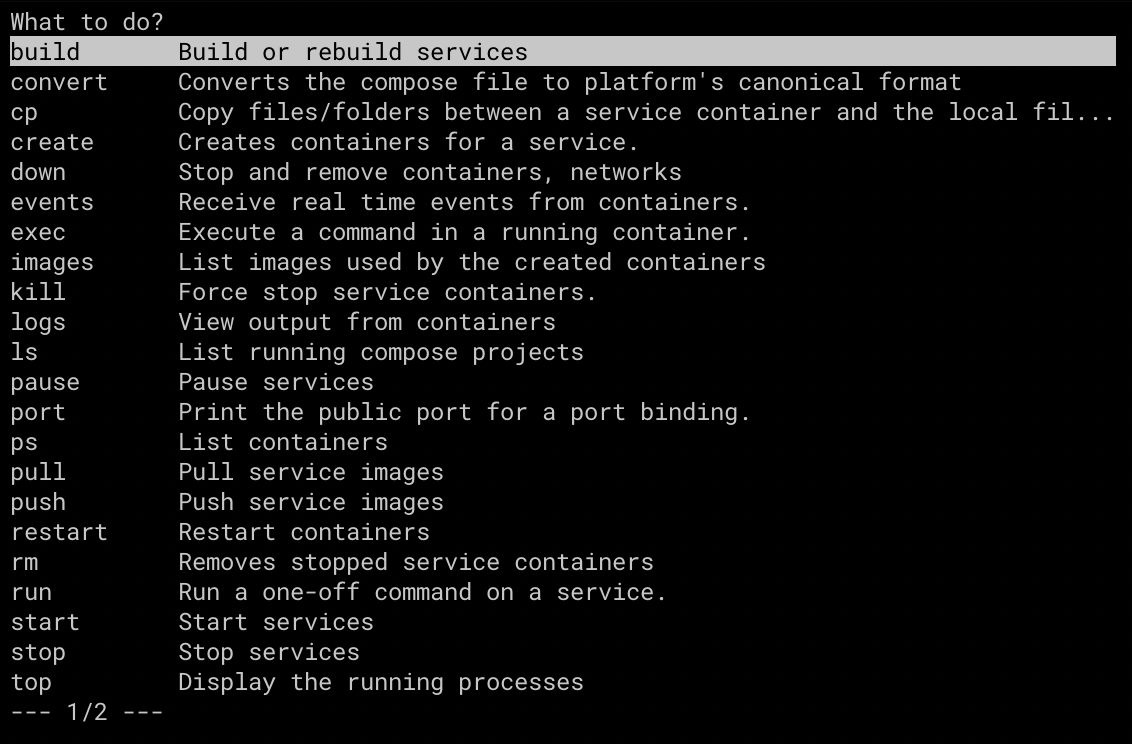 What to do?
build Build or rebuild services
convert Converts the compose file to platform's canonical format
cp Copy files/folders between a service container and the local fil...
create Creates containers for a service.
down Stop and remove containers, networks
events Receive real time events from containers.
exec Execute a command in a running container.
images List images used by the created containers
kill Force stop service containers.
logs View output from containers
ls List running compose projects
pause Pause services
port Print the public port for a port binding.
ps List containers
pull Pull service images
push Push service images
restart Restart containers
rm Removes stopped service containers
run Run a one-off command on a service.
start Start services
stop Stop services
top Display the running processes
--- 1/2 ---